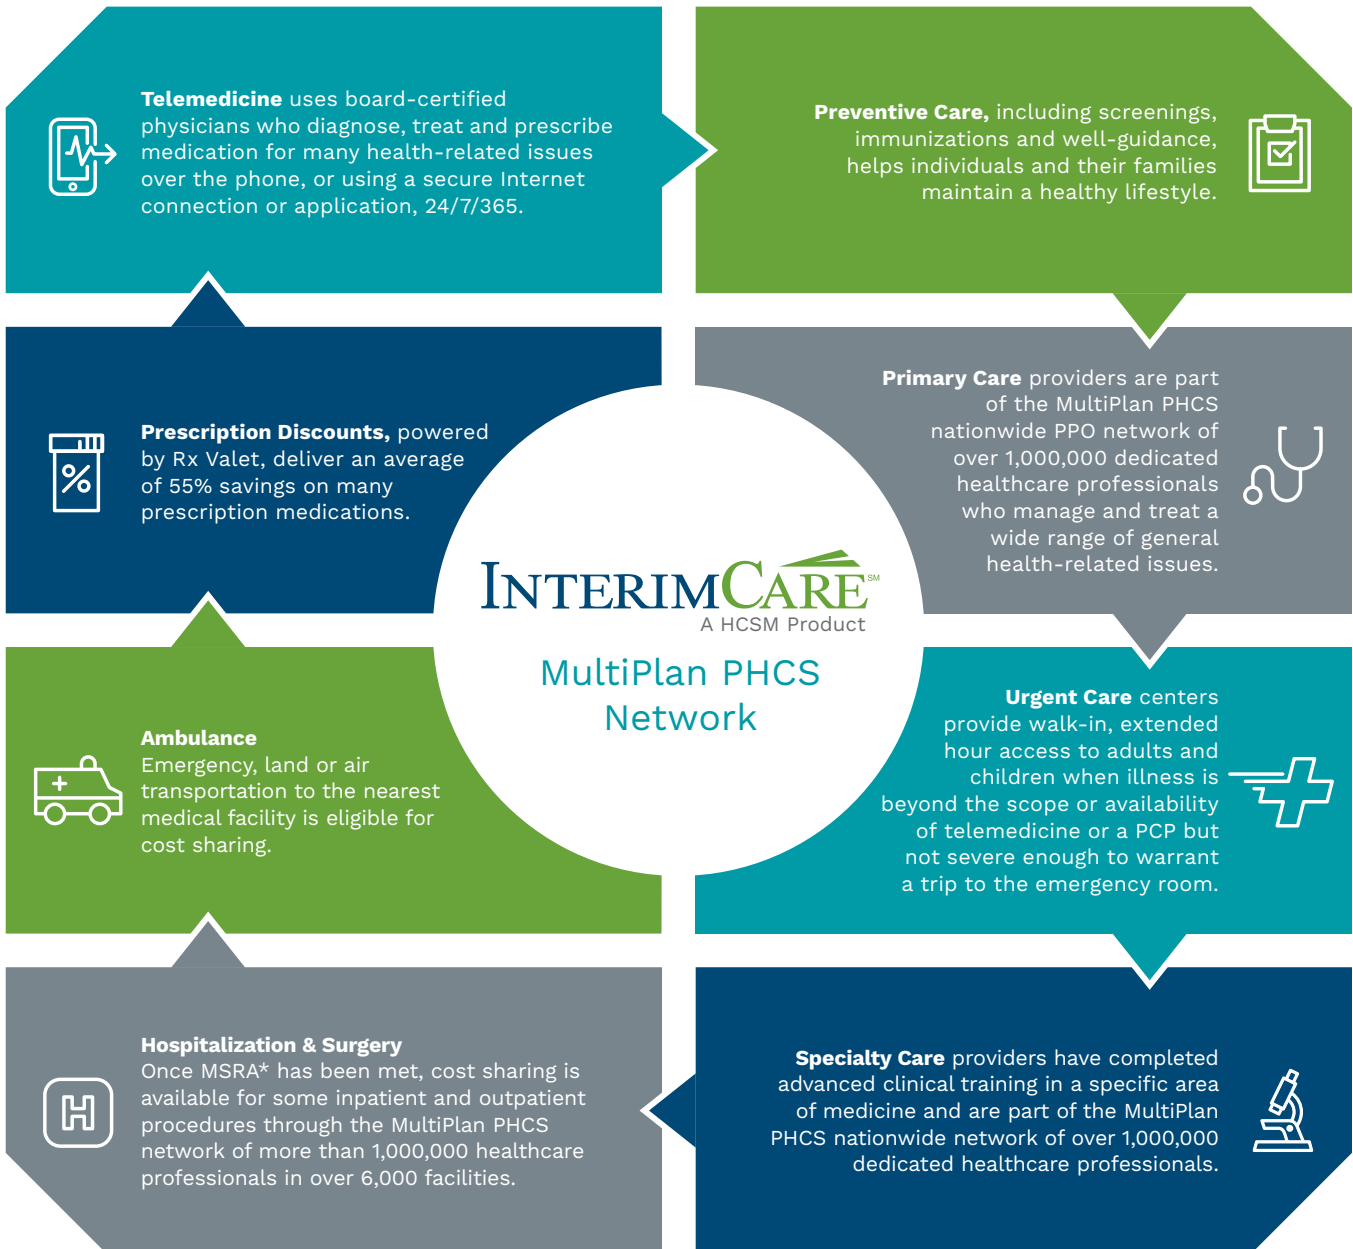 Telemedicine uses board-certified
physicians who diagnose, treat and prescribe
medication for many health-related issues
over the phone, or using a secure Internet
connection or application, 24/7/365.
Preventive Care, including screenings,
immunizations and well-guidance,
helps individuals and their families
maintain a healthy lifestyle.
Primary Care providers are part
of the MultiPlan PHCS
nationwide PPO network of
over 1,000,000 dedicated
healthcare professionals
who manage and treat a
wide range of general
health-related issues.
Urgent Care centers
provide walk-in, extended
hour access to adults and
children when illness is
beyond the scope or availability
of telemedicine or a PCP but
not severe enough to warrant
a trip to the emergency room.
Specialty Care providers have completed
advanced clinical training in a specific area
of medicine and are part of the MultiPlan
PHCS nationwide network of over 1,000,000
dedicated healthcare professionals.
H
Hospitalization & Surgery
Once MSRA* has been met, cost sharing is
available for some inpatient and outpatient
procedures through the MultiPlan PHCS
network of more than 1,000,000 healthcare
professionals in over 6,000 facilities.
Ambulance
Emergency, land or air
transportation to the nearest
medical facility is eligible for
cost sharing.
%
Prescription Discounts, powered
by Rx Valet, deliver an average
of 55% savings on many
prescription medications.
INTERIMCARE SM
A HCSM Product
MultiPlan PHCS
Network